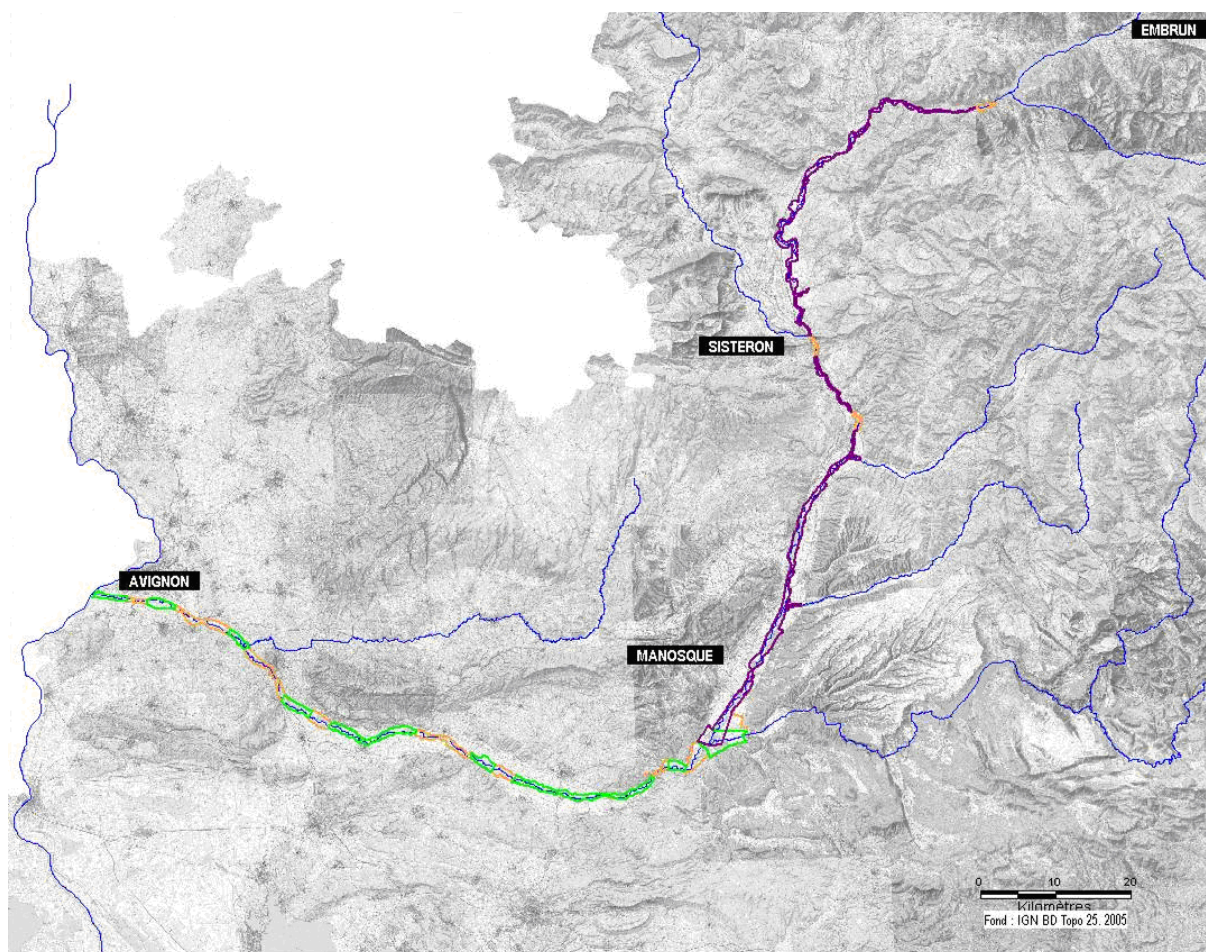 EMBRUN
SISTERON
AVIGNON
MANOSQUE
0 10 20
Kilomètres
Fond : IGN BD Topo 25. 2005